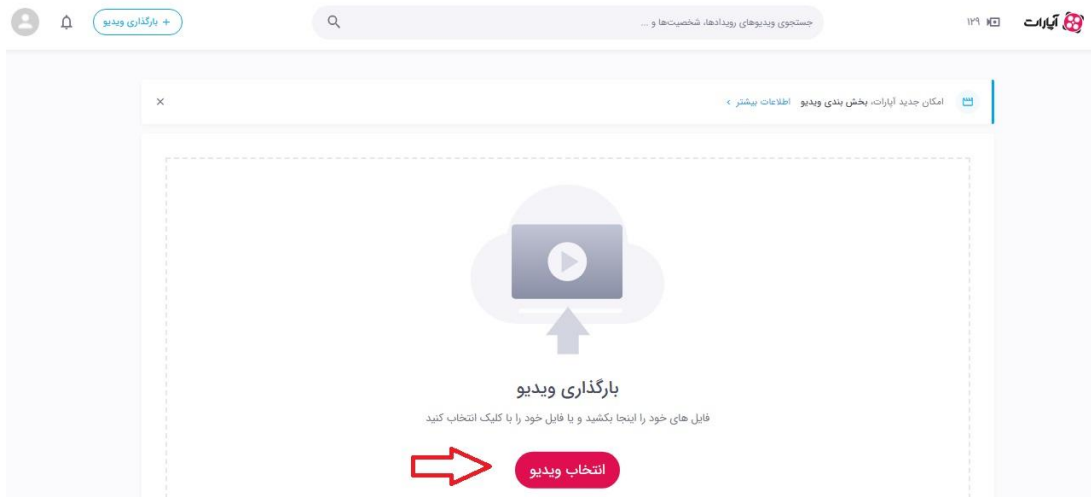 آپارات
۱۲۹
جستجوی ویدیوهای رویدادها، شخصیت‌ها و ...
+ بارگذاری ویدیو
امکان جدید آپارات، بخش بندی ویدیو اطلاعات بیشتر
بارگذاری ویدیو
فایل های خود را اینجا بکشید و یا فایل خود را با کلیک انتخاب کنید
انتخاب ویدیو